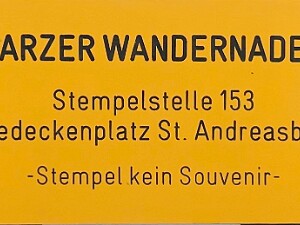 ARZER WANDERNADE
Stempelstelle 153
edeckenplatz St. Andreasb
-Stempel kein Souvenir-